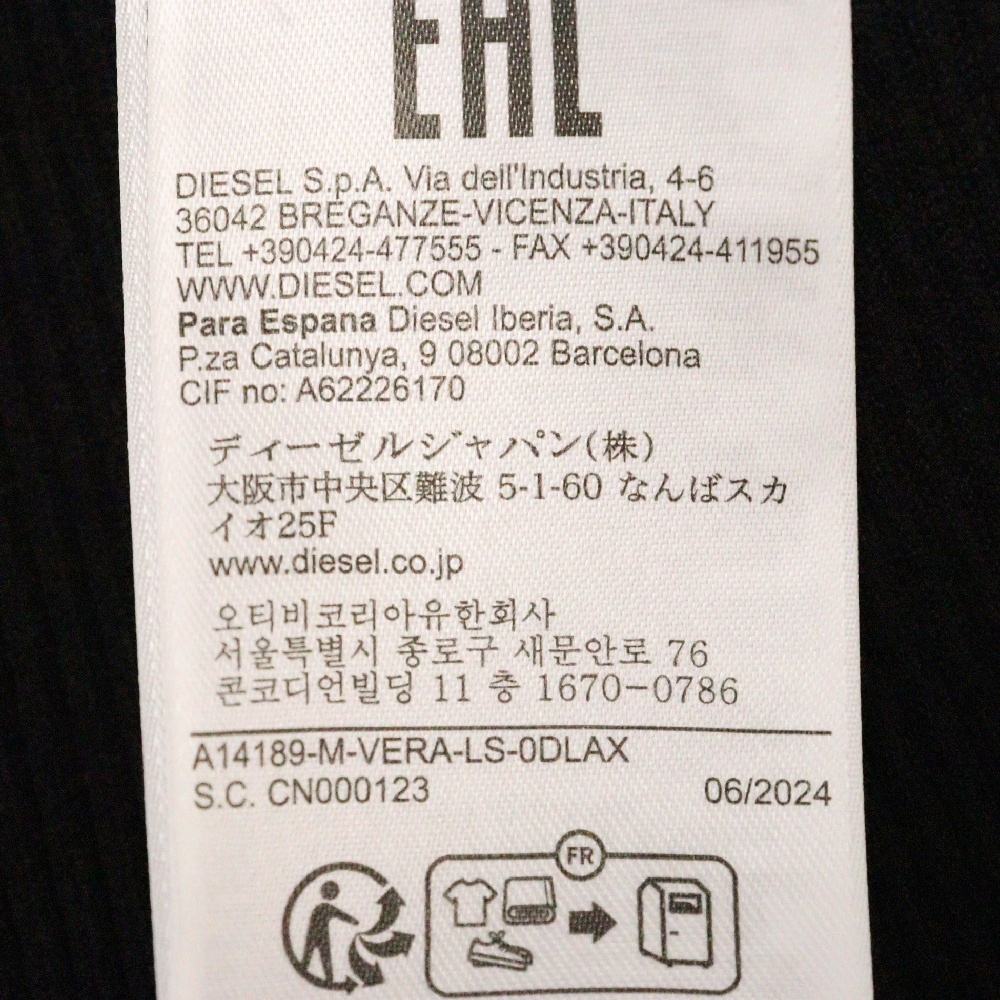 EAC
DIESEL S.p.A. Via dell'Industria, 4-6
36042 BREGANZE-VICENZA-ITALY
TEL +390424-477555 - FAX +390424-411955
WWW.DIESEL.COM
Para Espana Diesel Iberia, S.A.
P.za Catalunya, 9 08002 Barcelona
CIF no: A62226170
ディーゼルジャパン(株)
大阪市中央区難波 5-1-60 なんばスカ
イオ25F
www.diesel.co.jp
오티비코리아유한회사
서울특별시 종로구 새문안로 76
콘코디언빌딩 11 층 1670-0786
A14189-M-VERA-LS-0DLAX
S.C. CN000123 06/2024
FR